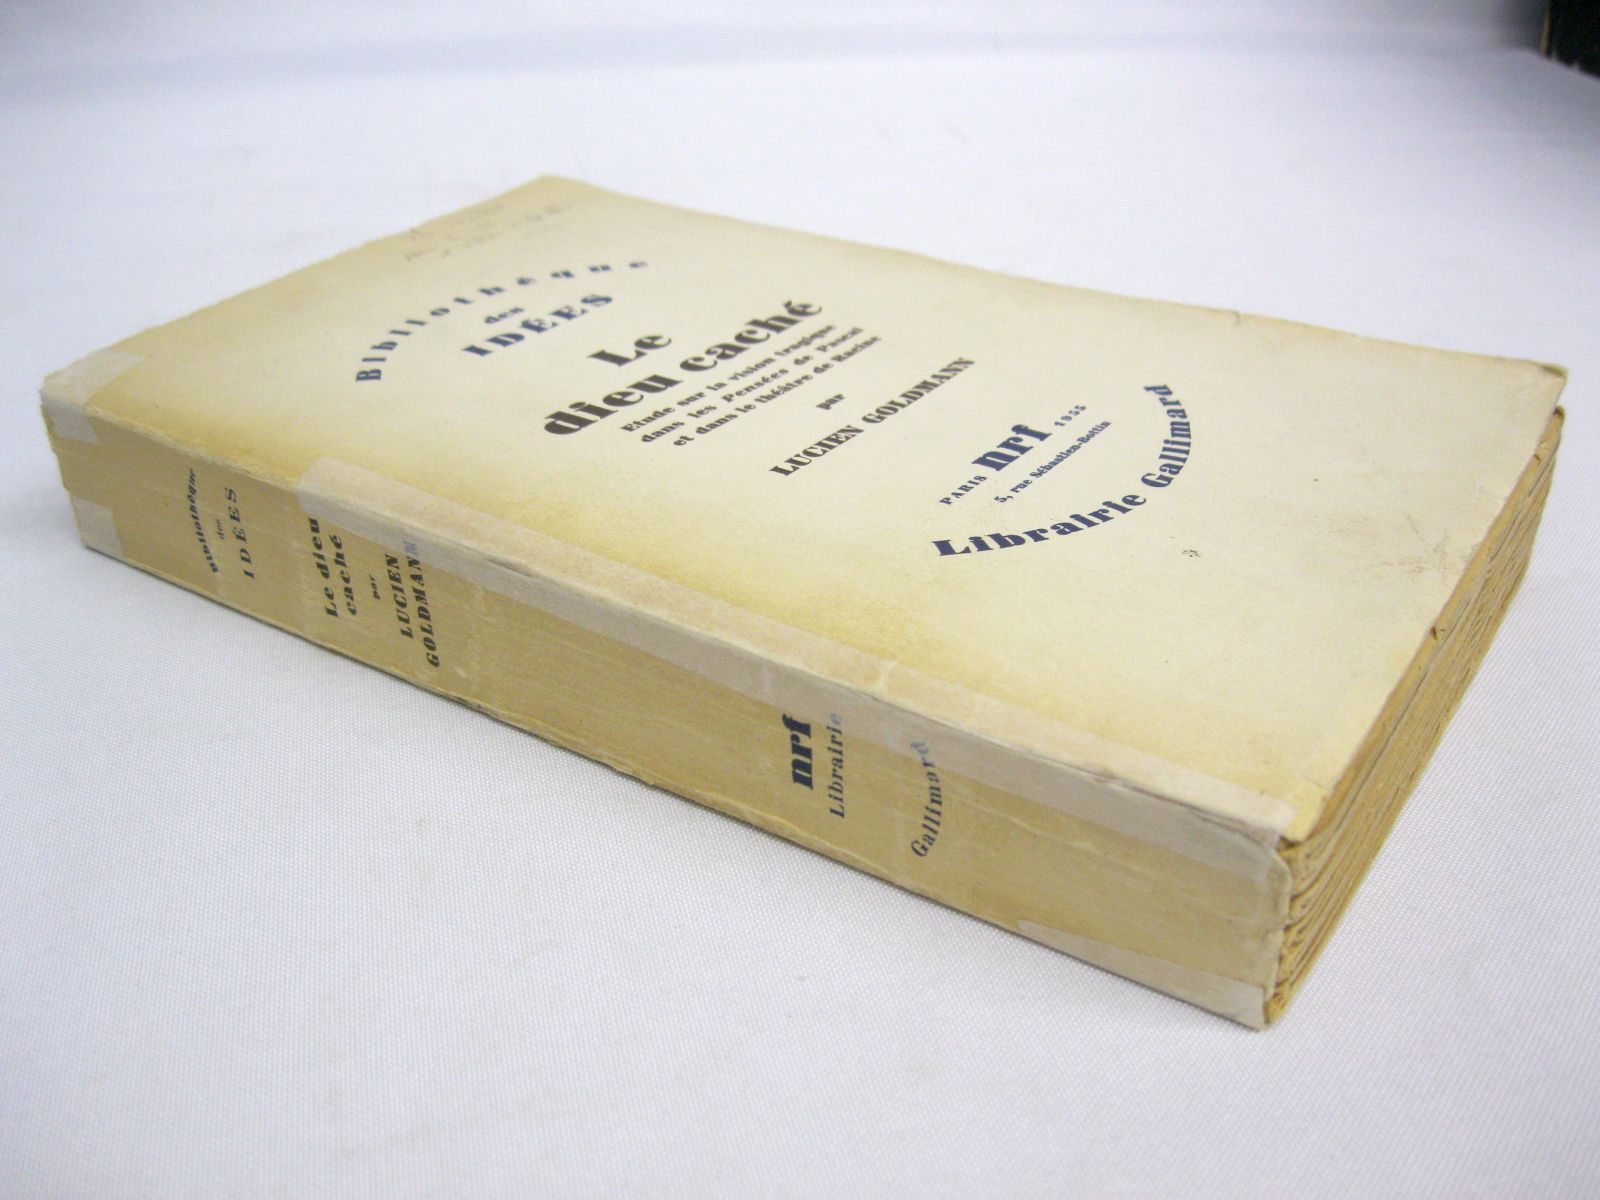 Bibliothèque
des
IDÉES
Le
dieu caché
Etude sur la vision tragique
dans les Pensées de Pascal
et dans le théâtre de Racine
par
LUCIEN GOLDMANN
PARIS nrf 1955
5, rue Sébastien-Bottin
Librairie Gallimard
Bibliothèque
des
IDÉES
Le dieu
caché
par
LUCIEN
GOLDMANN
nrf
Librairie
Gallimard